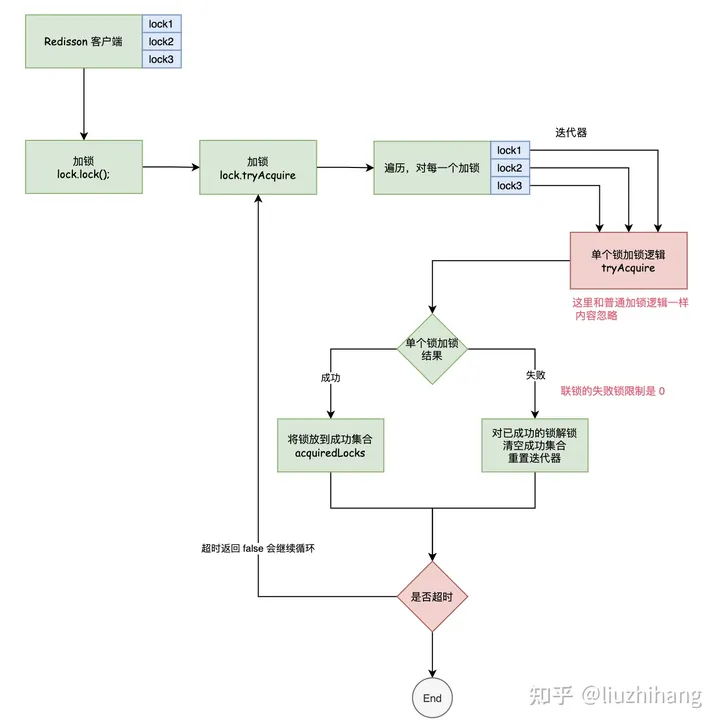 Redisson 客户端
lock1
lock2
lock3
加锁
lock.lock();
加锁
lock.tryAcquire
遍历，对每一个加锁
lock1
lock2
lock3
迭代器
单个锁加锁逻辑
tryAcquire
这里和普通加锁逻辑一样
内容忽略
单个锁加锁
结果
成功
失败
联锁的失败锁限制是 0
将锁放到成功集合
acquiredLocks
对已成功的锁解锁
清空成功集合
重置迭代器
超时返回 false 会继续循环
是否超时
End
知乎 @liuzhihang